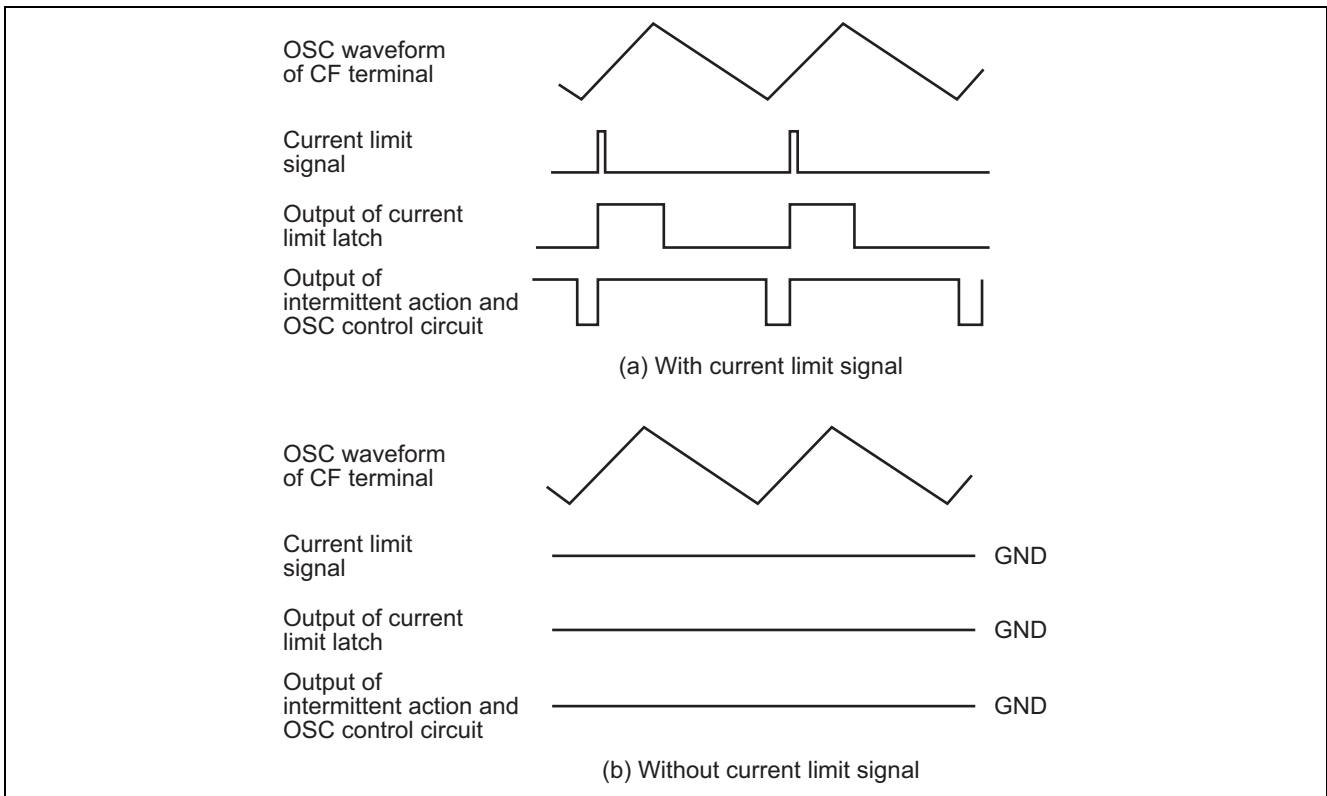 OSC waveform
of CF terminal
Current limit
signal
Output of current
limit latch
Output of
intermittent action and
OSC control circuit
(a) With current limit signal
OSC waveform
of CF terminal
Current limit
signal
GND
Output of current
limit latch
GND
Output of
intermittent action and
OSC control circuit
GND
(b) Without current limit signal